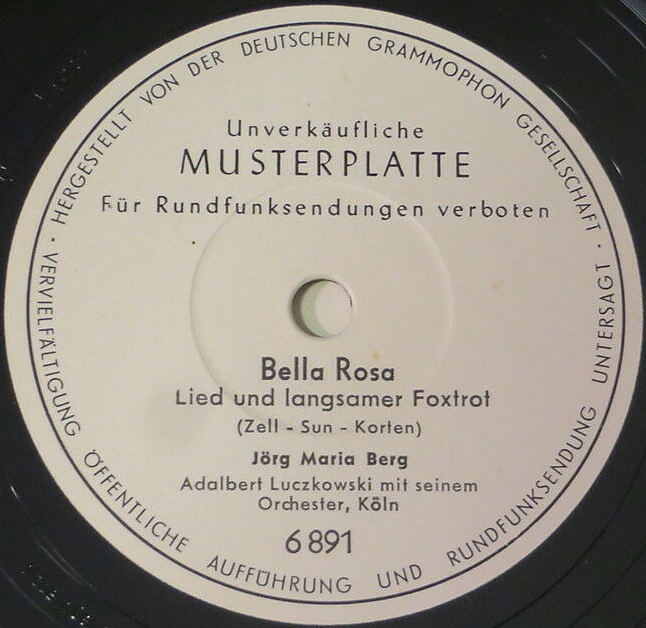 HERGESTELLT VON DER DEUTSCHEN GRAMMOPHON GESELLSCHAFT ·
Unverkäufliche
MUSTERPLATTE
Für Rundfunksendungen verboten
Bella Rosa
Lied und langsamer Foxtrot
(Zell - Sun - Korten)
Jörg Maria Berg
Adalbert Luczkowski mit seinem
Orchester, Köln
6 891
VERVIELFÄLTIGUNG ÖFFENTLICHE AUFFÜHRUNG UND RUNDFUNKSENDUNG UNTERSAGT ·